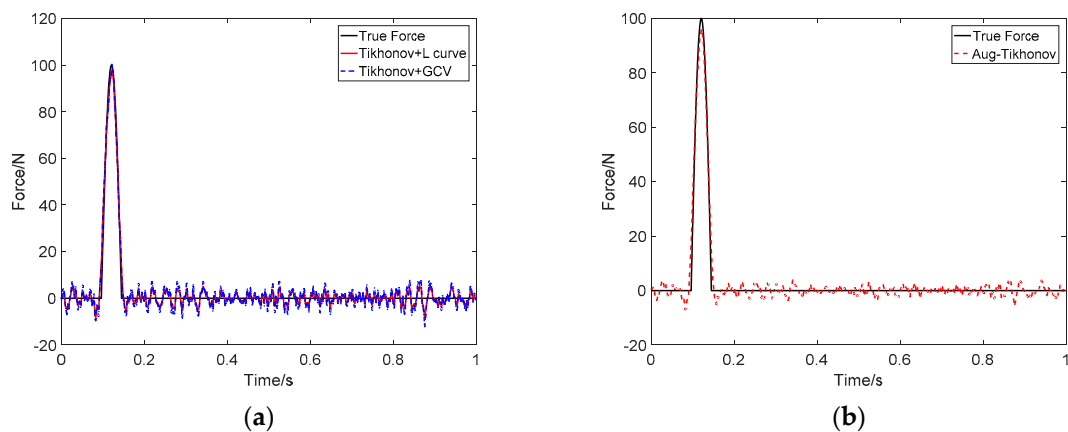 120
100
80
60
40
20
0
-20
Force/N
0 0.2 0.4 0.6 0.8 1
Time/s
True Force
Tikhonov+L curve
Tikhonov+GCV
(a)
100
80
60
40
20
0
-20
Force/N
0 0.2 0.4 0.6 0.8 1
Time/s
True Force
Aug-Tikhonov
(b)